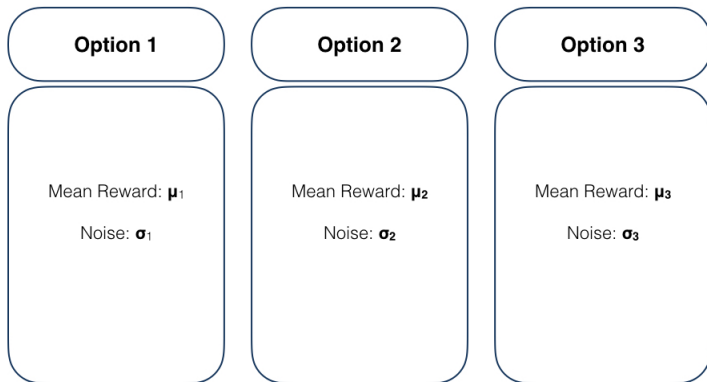 Option 1
Mean Reward: μ₁
Noise: σ₁
Option 2
Mean Reward: μ₂
Noise: σ₂
Option 3
Mean Reward: μ₃
Noise: σ₃